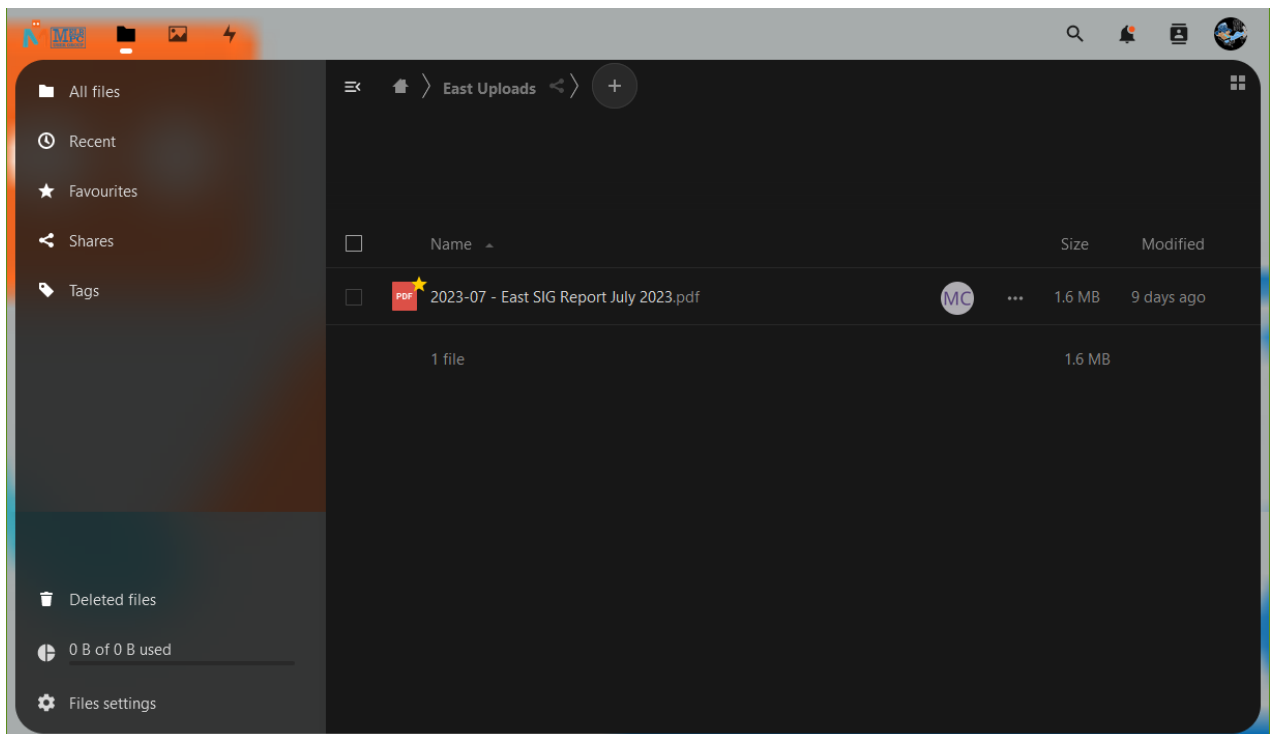 All files
Recent
Favourites
Shares
Tags
Deleted files
0 B of 0 B used
Files settings
East Uploads
Name
Size
Modified
PDF
2023-07 - East SIG Report July 2023.pdf
MC
1.6 MB
9 days ago
1 file
1.6 MB